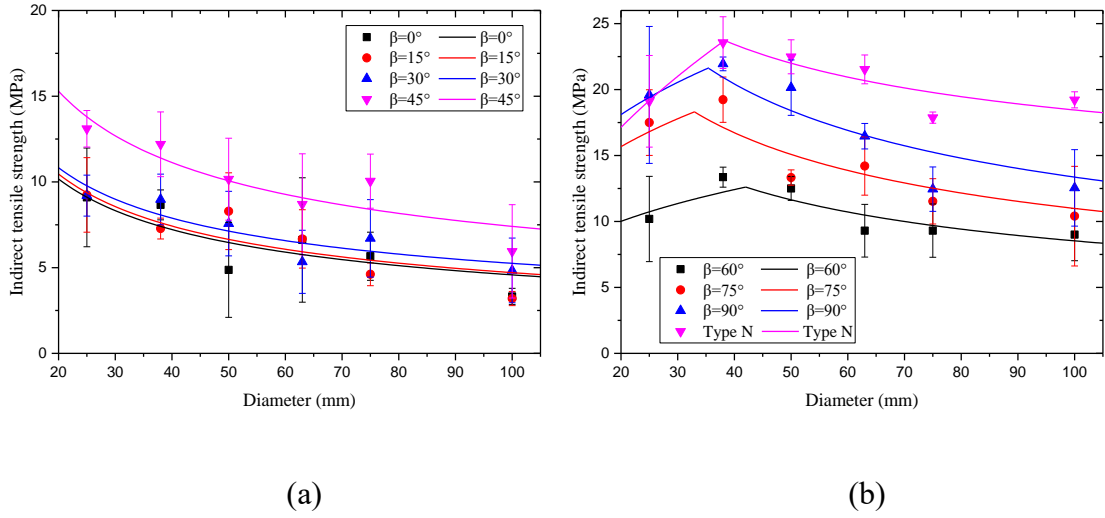 20
15
10
5
0
Indirect tensile strength (MPa)
β=0° β=0°
β=15° β=15°
β=30° β=30°
β=45° β=45°
20 30 40 50 60 70 80 90 100
Diameter (mm)
(a)
25
20
15
10
5
0
Indirect tensile strength (MPa)
β=60° β=60°
β=75° β=75°
β=90° β=90°
Type N Type N
20 30 40 50 60 70 80 90 100
Diameter (mm)
(b)